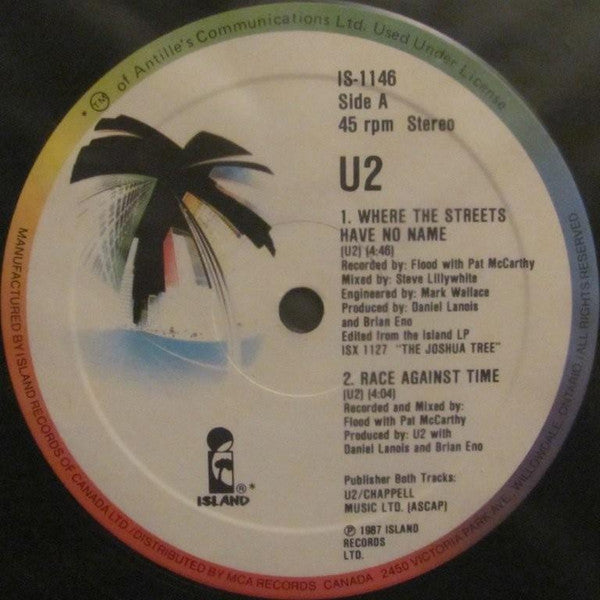 * ™ of Antille's Communications Ltd. Used Under License
IS-1146
Side A
45 rpm Stereo
U2
1. WHERE THE STREETS
HAVE NO NAME
(U2) (4:46)
Recorded by: Flood with Pat McCarthy
Mixed by: Steve Lillywhite
Engineered by: Mark Wallace
Produced by: Daniel Lanois
and Brian Eno
Edited from the Island LP
ISX 1127 "THE JOSHUA TREE"
2. RACE AGAINST TIME
(U2) (4:04)
Recorded and Mixed by:
Flood with Pat McCarthy
Produced by: U2 with
Daniel Lanois and Brian Eno
Publisher Both Tracks:
U2/CHAPPELL
MUSIC LTD. (ASCAP)
℗ 1987 ISLAND
RECORDS
LTD.
i
ISLAND®*
MANUFACTURED BY ISLAND RECORDS OF CANADA LTD./DISTRIBUTED BY MCA RECORDS CANADA 2450 VICTORIA PARK AVE. WILLOWDALE, ONTARIO/ALL RIGHTS RESERVED